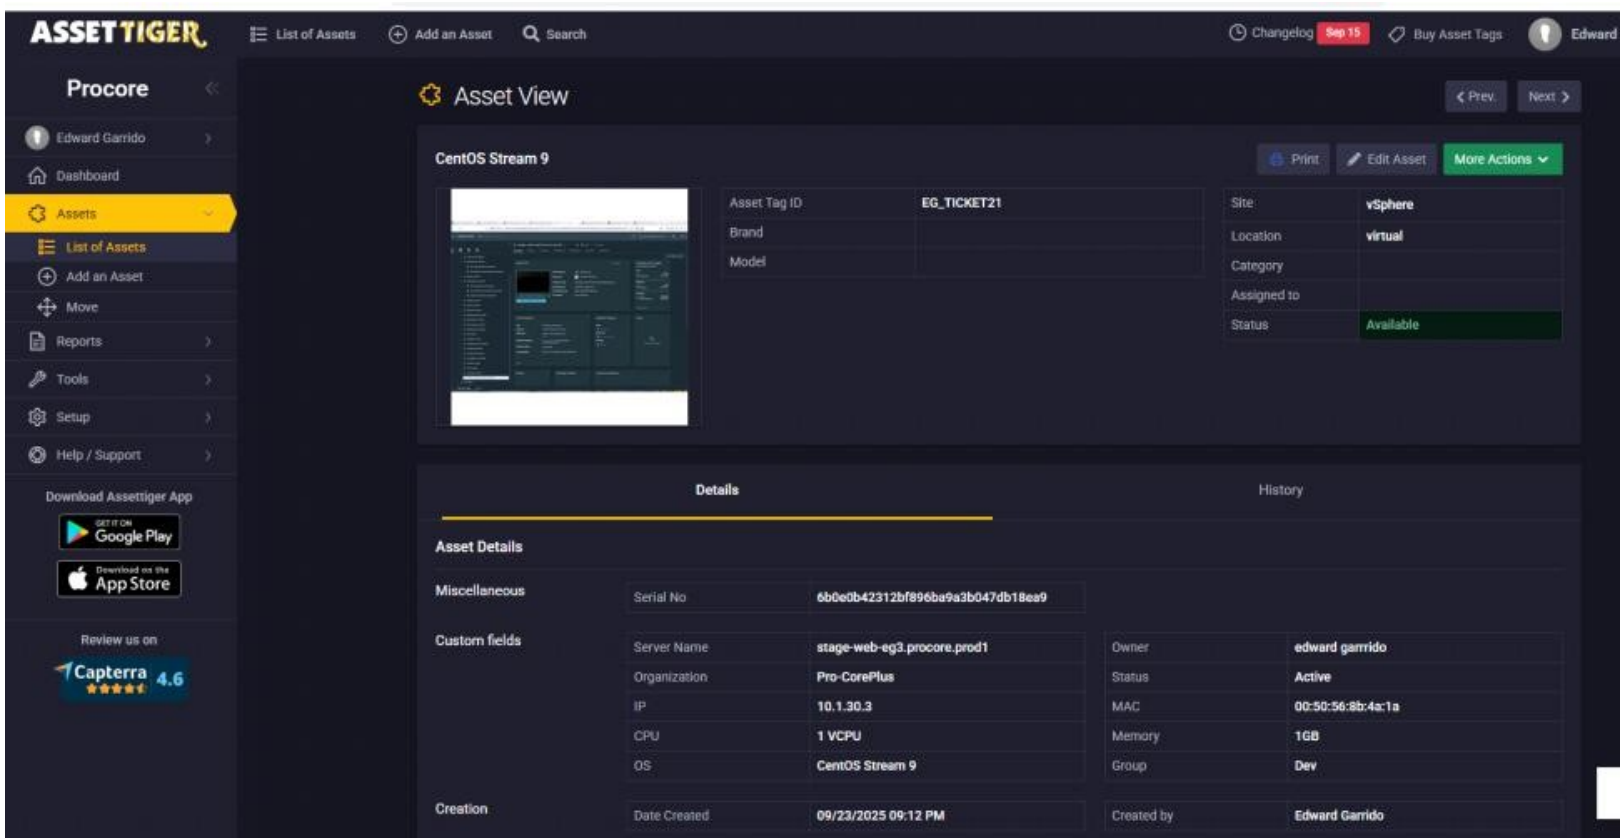 ASSETTIGER
List of Assets
Add an Asset
Search
Changelog Sep 15
Buy Asset Tags
Edward
Procore
Edward Garrido
Dashboard
Assets
List of Assets
Add an Asset
Move
Reports
Tools
Setup
Help / Support
Download Assettiger App
GET IT ON
Google Play
Download on the
App Store
Review us on
Capterra 4.6
Asset View
Prev.
Next
CentOS Stream 9
Print
Edit Asset
More Actions
Asset Tag ID EG_TICKET21
Brand
Model
Site vSphere
Location virtual
Category
Assigned to
Status Available
Details
History
Asset Details
Miscellaneous
Serial No 6b0e0b42312bf896ba9a3b047db18ea9
Custom fields
Server Name stage-web-eg3.procore.prod1
Owner edward garrrido
Organization Pro-CorePlus
Status Active
IP 10.1.30.3
MAC 00:50:56:8b:4a:1a
CPU 1 VCPU
Memory 1GB
OS CentOS Stream 9
Group Dev
Creation
Date Created 09/23/2025 09:12 PM
Created by Edward Garrido